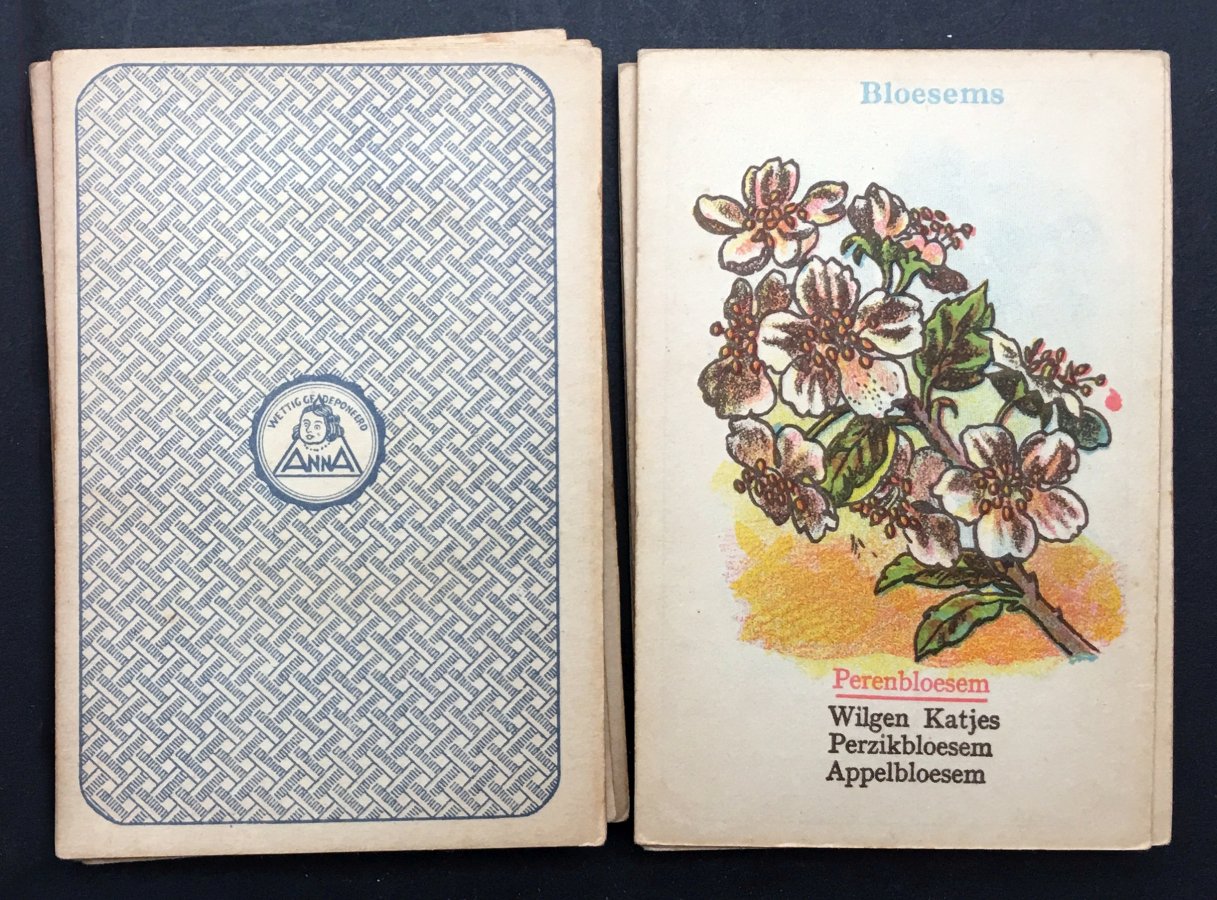 WETTIG GEDEPONEERD
ANNA
Bloesems
Perenbloesem
Wilgen Katjes
Perzikbloesem
Appelbloesem